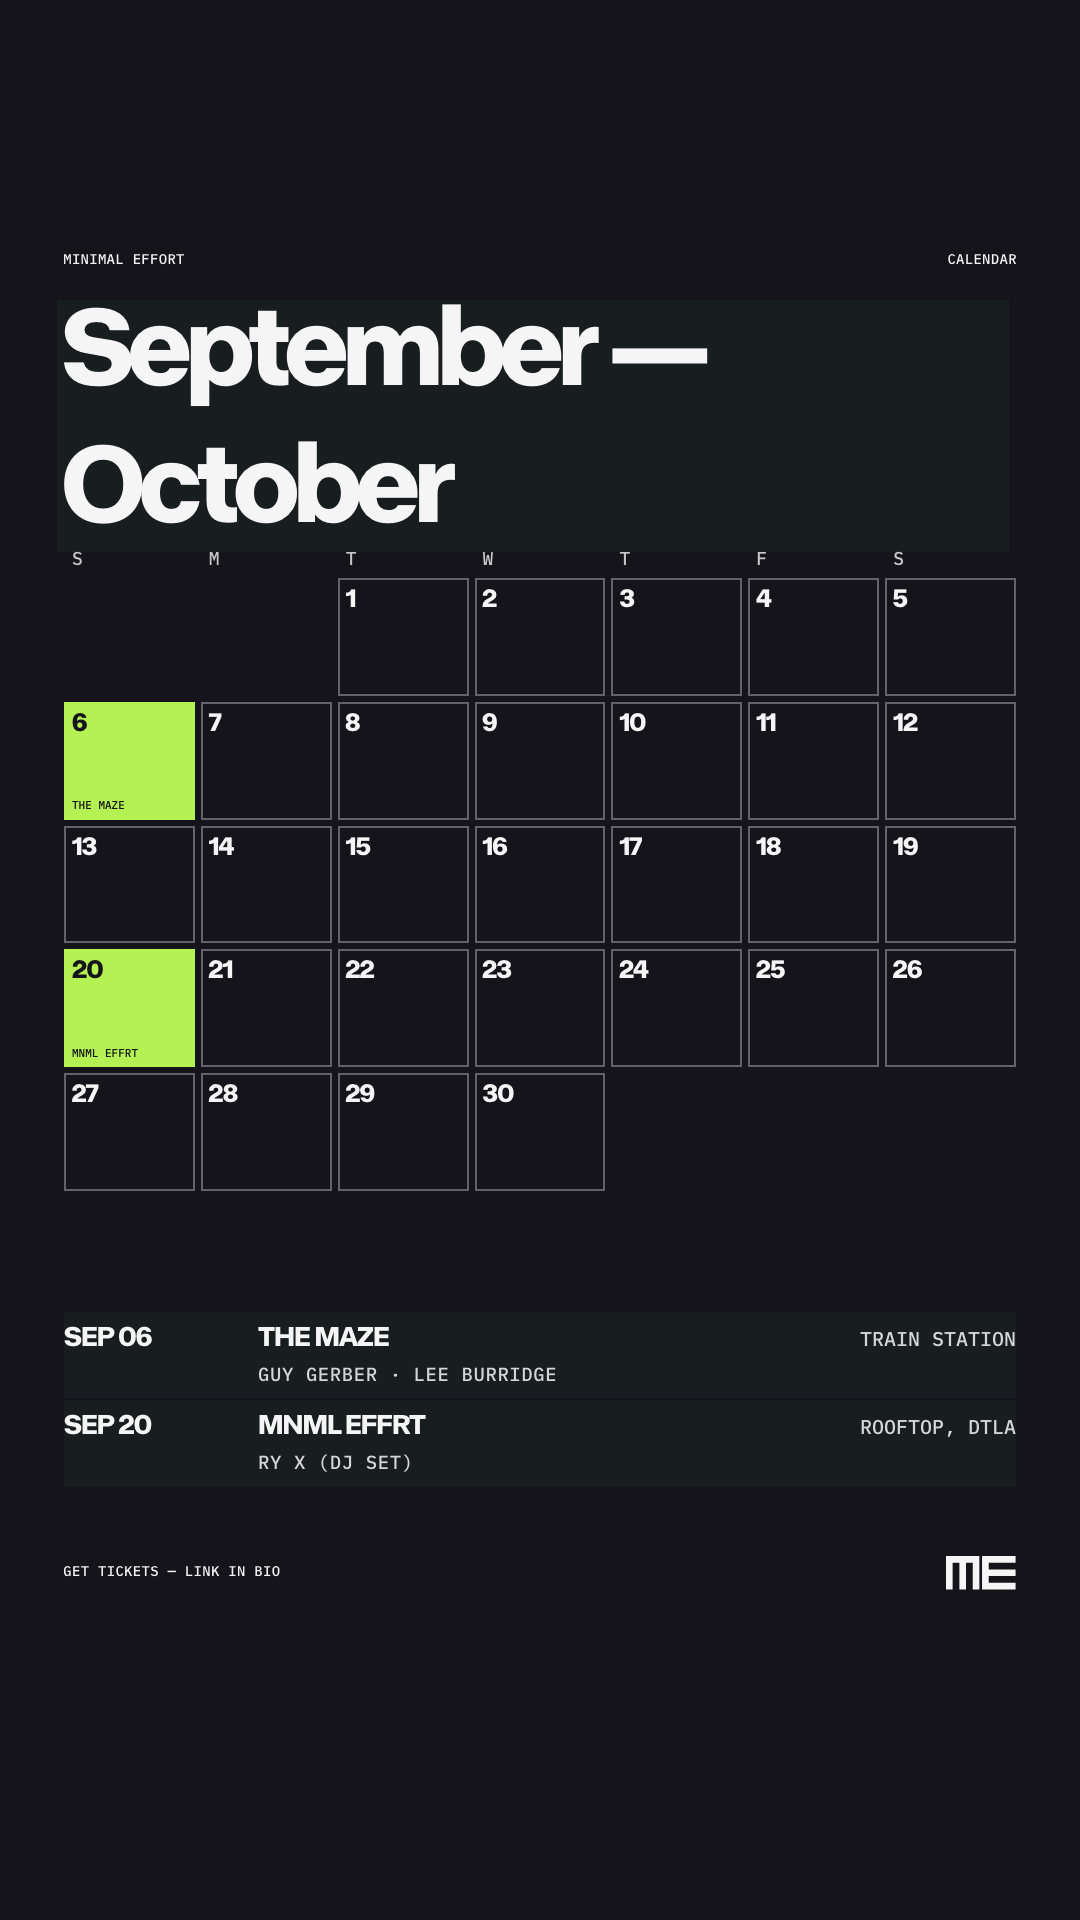 MINIMAL EFFORT CALENDAR
September —
October
S M T W T F S
1 2 3 4 5
6 7 8 9 10 11 12
THE MAZE
13 14 15 16 17 18 19
20 21 22 23 24 25 26
MNML EFFRT
27 28 29 30
SEP 06 THE MAZE TRAIN STATION
GUY GERBER · LEE BURRIDGE
SEP 20 MNML EFFRT ROOFTOP, DTLA
RY X (DJ SET)
GET TICKETS — LINK IN BIO ME